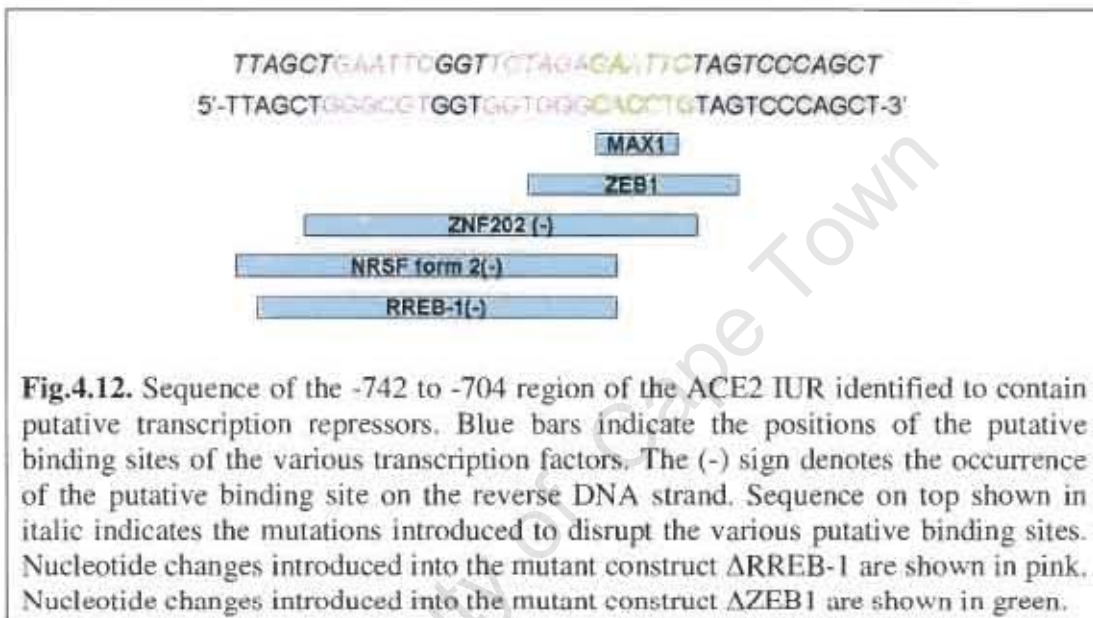 TTAGCTGAATTCGGTTCTAGAGAATTCTAGTCCCAGCT
5'-TTAGCTGGGCGTGGTGGTGGGCACCTGTAGTCCCAGCT-3'
MAX1
ZEB1
ZNF202 (-)
NRSF form 2(-)
RREB-1(-)
Fig.4.12. Sequence of the -742 to -704 region of the ACE2 IUR identified to contain
putative transcription repressors. Blue bars indicate the positions of the putative
binding sites of the various transcription factors. The (-) sign denotes the occurrence
of the putative binding site on the reverse DNA strand. Sequence on top shown in
italic indicates the mutations introduced to disrupt the various putative binding sites.
Nucleotide changes introduced into the mutant construct ΔRREB-1 are shown in pink.
Nucleotide changes introduced into the mutant construct ΔZEB1 are shown in green.
ty of Cape Town